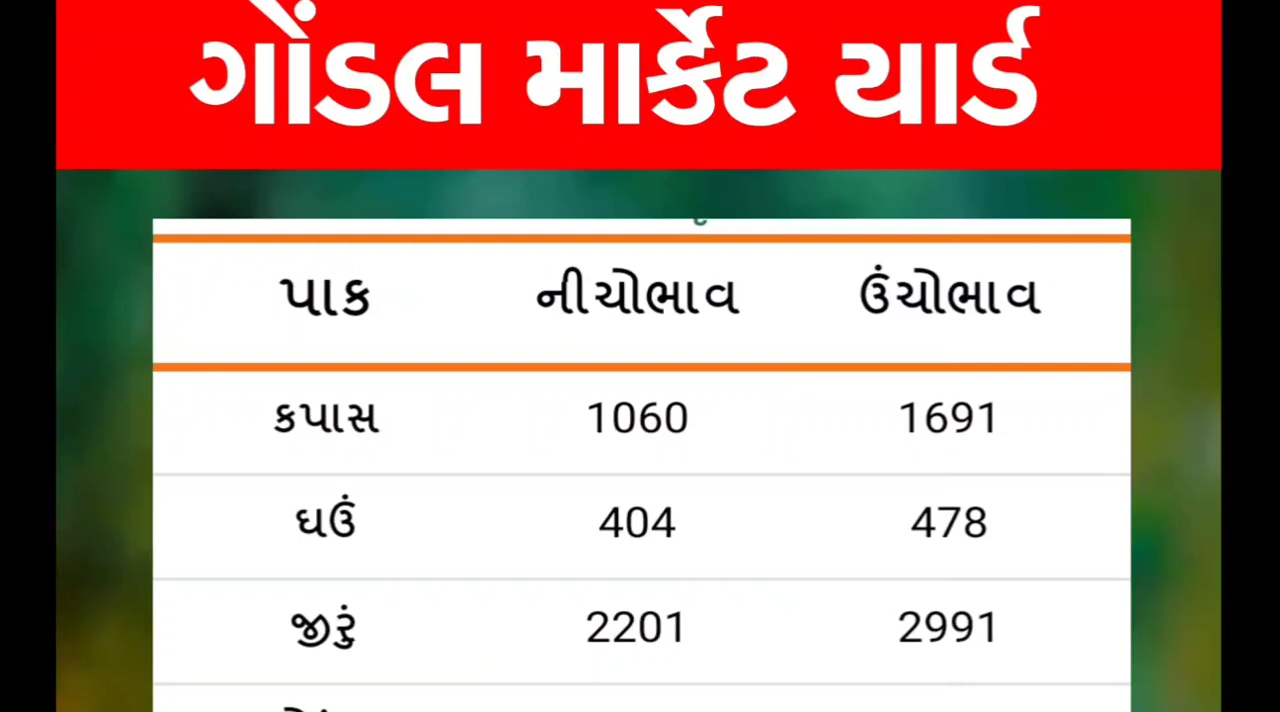 ગોંડલ માર્કેટ યાર્ડ
પાક નીચોભાવ ઉંચોભાવ
કપાસ 1060 1691
ઘઉં 404 478
જીરું 2201 2991